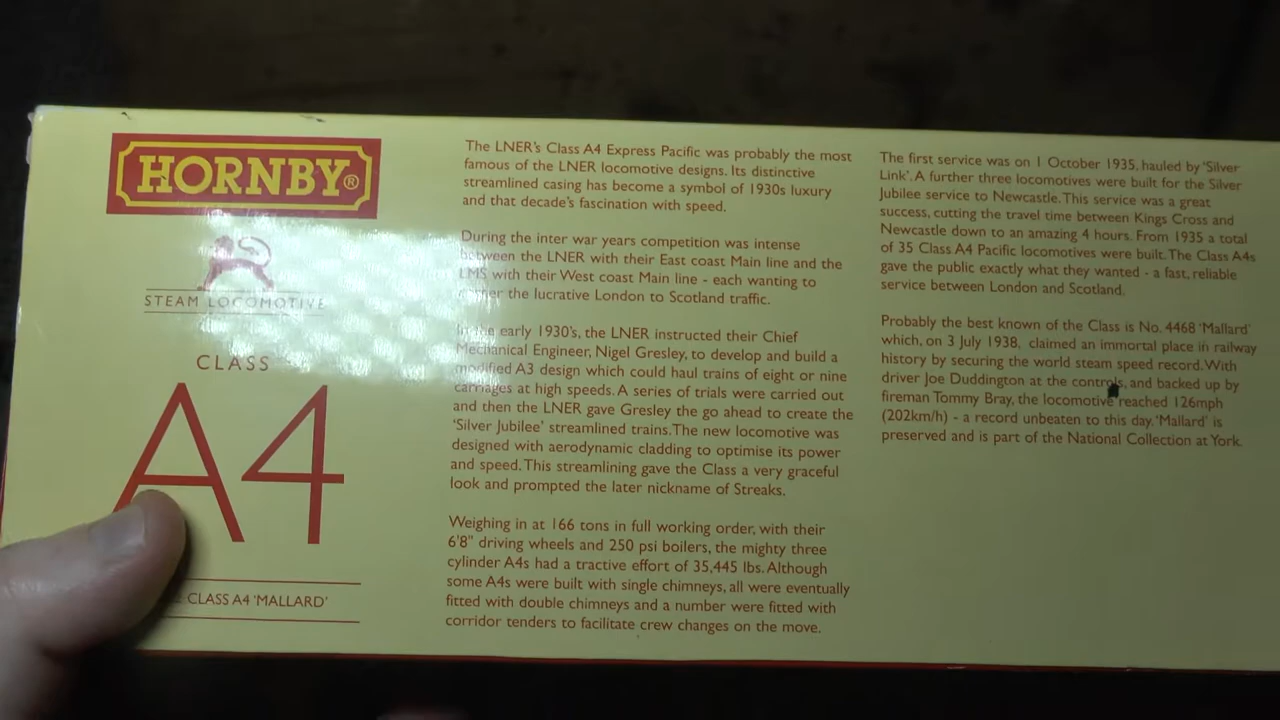 HORNBY®
STEAM LOCOMOTIVE
CLASS
A4
CLASS A4 'MALLARD'
The LNER's Class A4 Express Pacific was probably the most
famous of the LNER locomotive designs. Its distinctive
streamlined casing has become a symbol of 1930s luxury
and that decade's fascination with speed.
During the inter war years competition was intense
between the LNER with their East coast Main line and the
LMS with their West coast Main line - each wanting to
the lucrative London to Scotland traffic.
In the early 1930's, the LNER instructed their Chief
Mechanical Engineer, Nigel Gresley, to develop and build a
modified A3 design which could haul trains of eight or nine
carriages at high speeds. A series of trials were carried out
and then the LNER gave Gresley the go ahead to create the
'Silver Jubilee' streamlined trains. The new locomotive was
designed with aerodynamic cladding to optimise its power
and speed. This streamlining gave the Class a very graceful
look and prompted the later nickname of Streaks.
Weighing in at 166 tons in full working order, with their
6'8" driving wheels and 250 psi boilers, the mighty three
cylinder A4s had a tractive effort of 35,445 lbs. Although
some A4s were built with single chimneys, all were eventually
fitted with double chimneys and a number were fitted with
corridor tenders to facilitate crew changes on the move.
The first service was on 1 October 1935, hauled by 'Silver
Link'. A further three locomotives were built for the Silver
Jubilee service to Newcastle. This service was a great
success, cutting the travel time between Kings Cross and
Newcastle down to an amazing 4 hours. From 1935 a total
of 35 Class A4 Pacific locomotives were built. The Class A4s
gave the public exactly what they wanted - a fast, reliable
service between London and Scotland.
Probably the best known of the Class is No. 4468 'Mallard'
which, on 3 July 1938, claimed an immortal place in railway
history by securing the world steam speed record. With
driver Joe Duddington at the controls, and backed up by
fireman Tommy Bray, the locomotive reached 126mph
(202km/h) - a record unbeaten to this day. 'Mallard' is
preserved and is part of the National Collection at York.